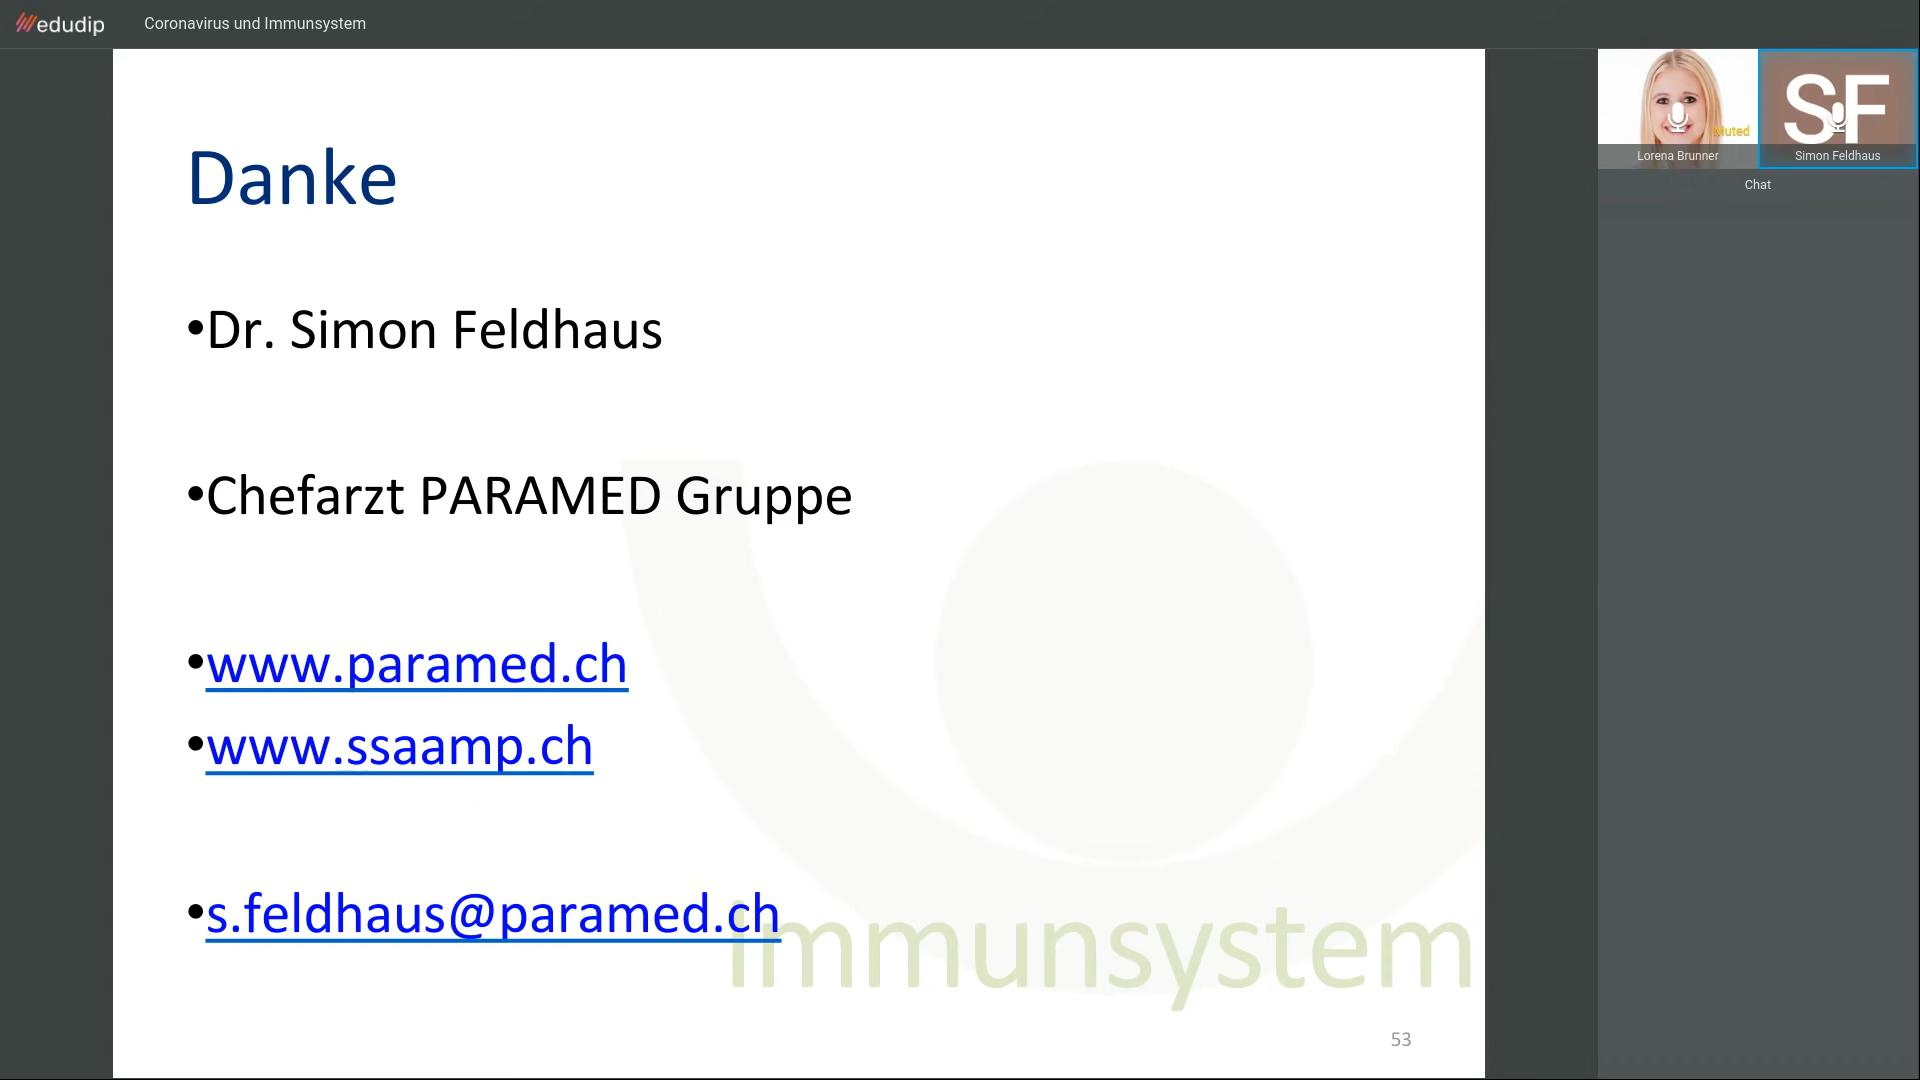 edudip
Coronavirus und Immunsystem
Danke
•Dr. Simon Feldhaus
•Chefarzt PARAMED Gruppe
•www.paramed.ch
•www.ssaamp.ch
•s.feldhaus@paramed.ch
Immunsystem
53
Muted
Lorena Brunner
SF
Simon Feldhaus
Chat